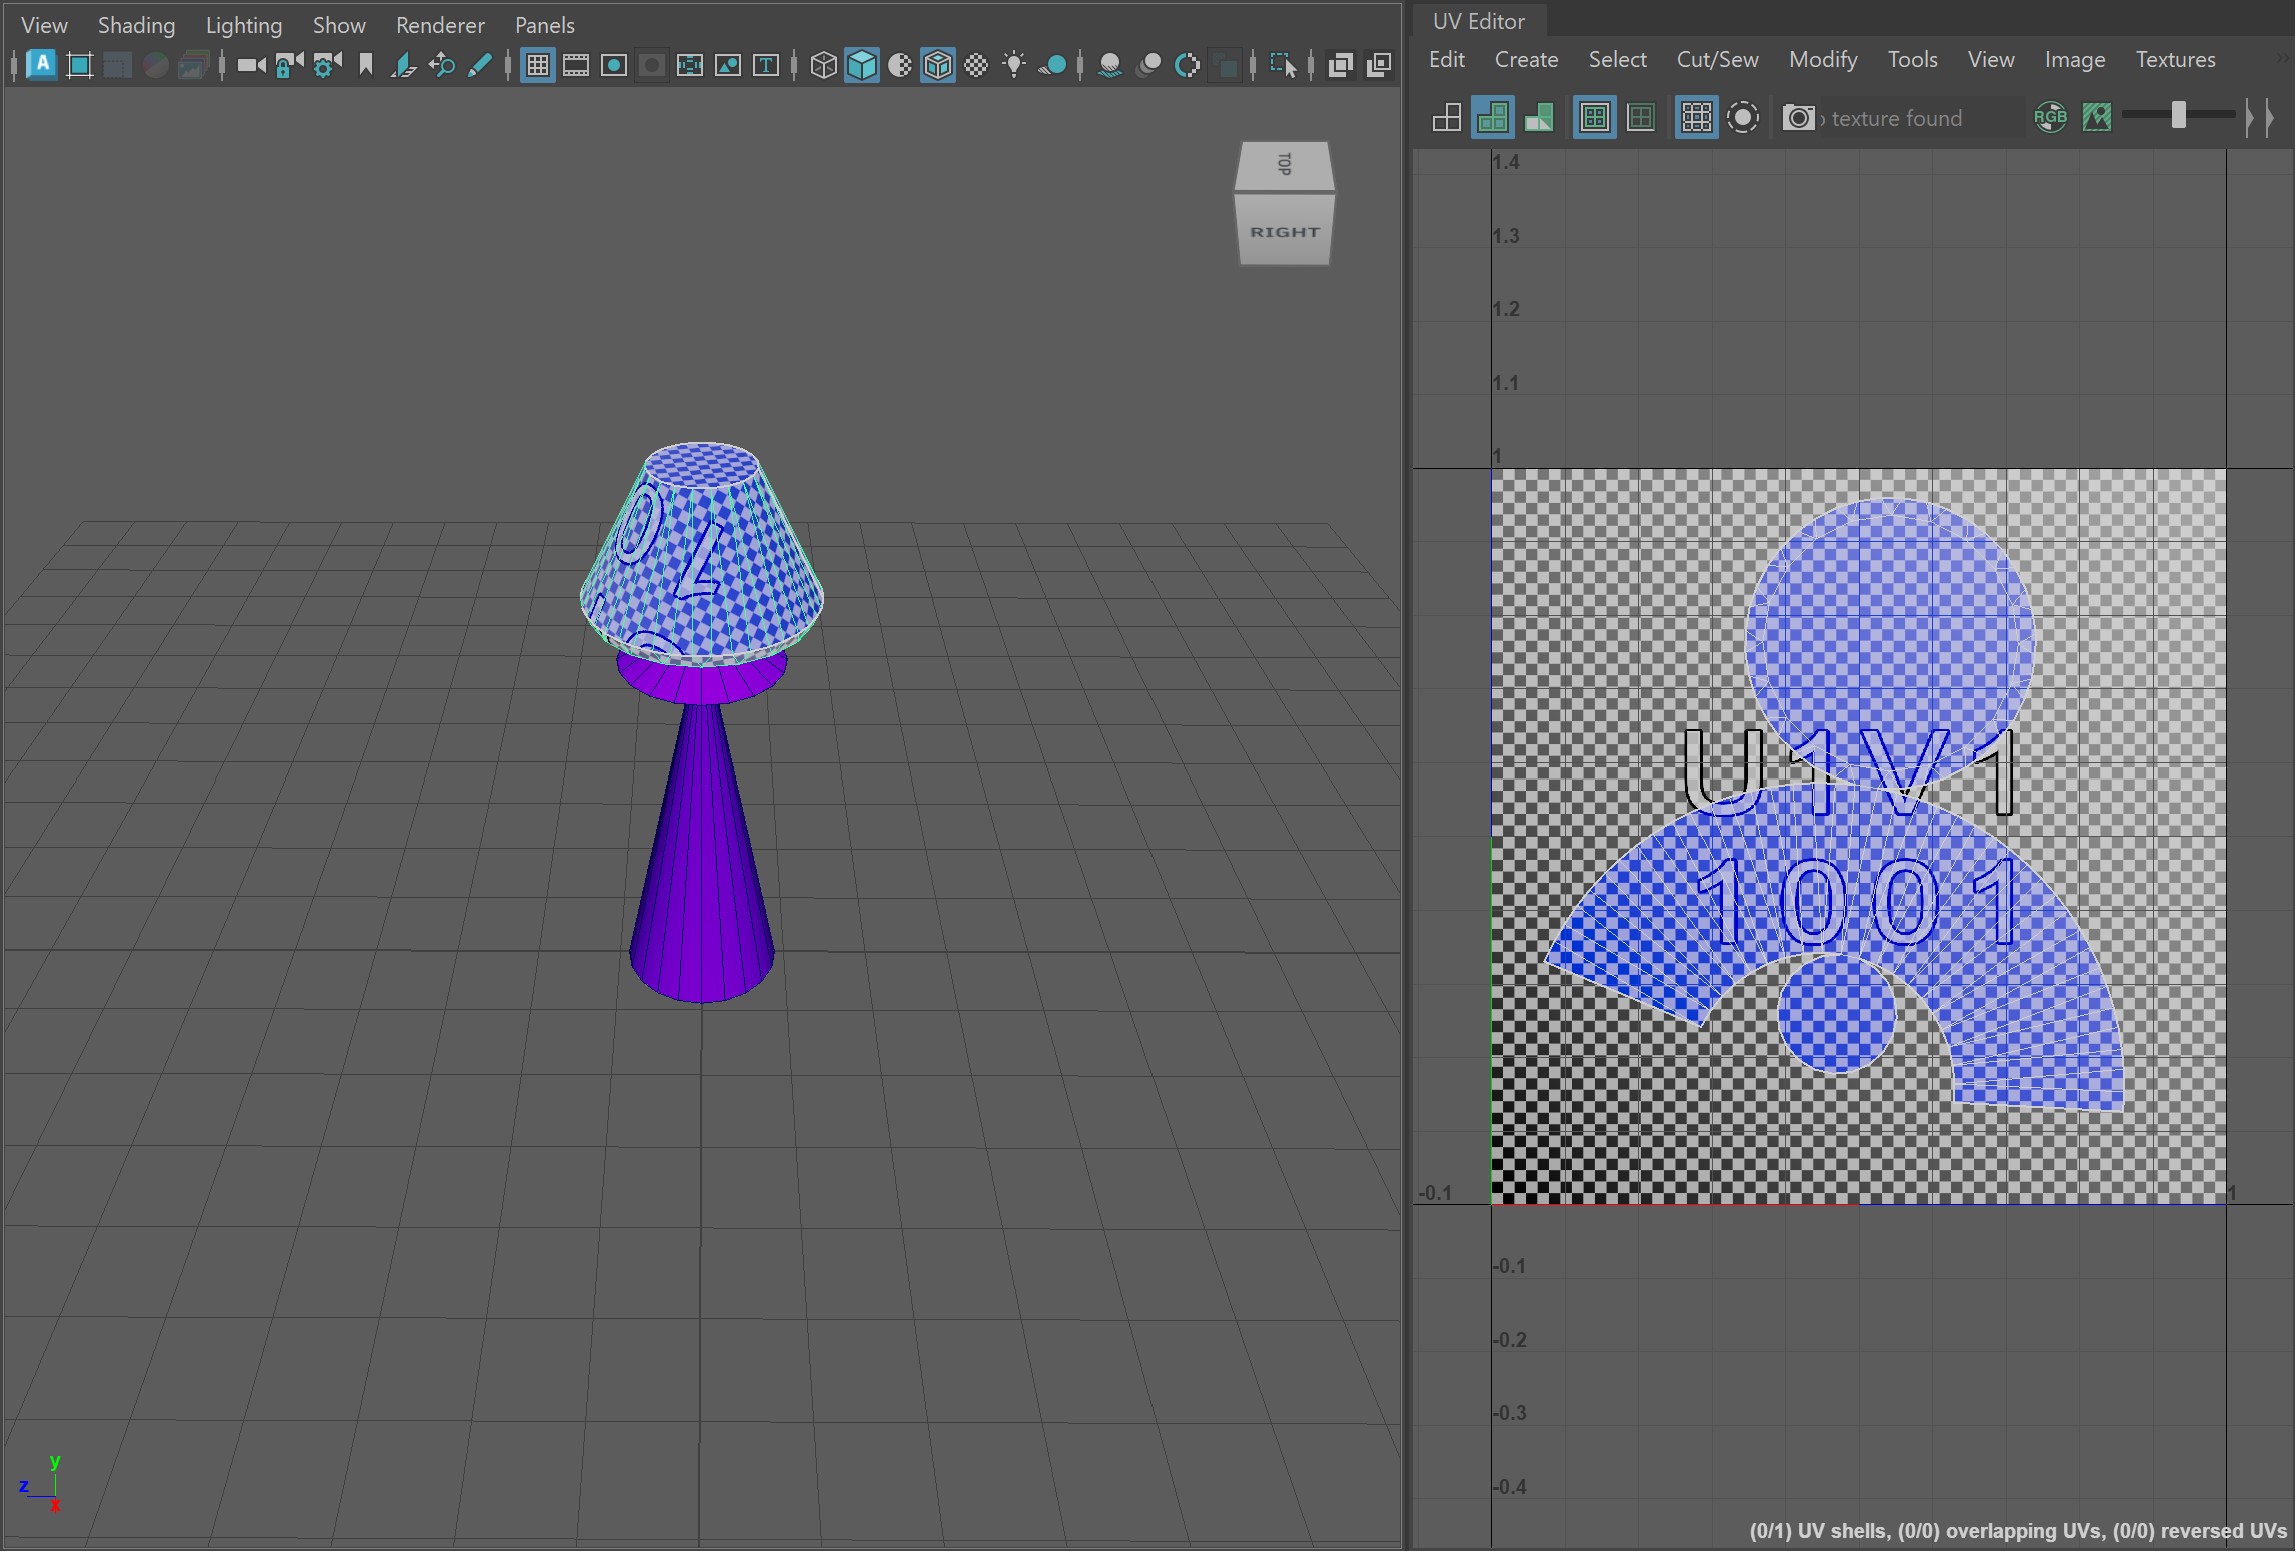 View Shading Lighting Show Renderer Panels
A
T
TOP
RIGHT
y
z
x
UV Editor
Edit Create Select Cut/Sew Modify View Tools Image Textures
texture found
RGB
1.4
1.3
1.2
1.1
1
U1V1
1001
-0.1
1
-0.1
-0.2
-0.3
-0.4
(0/1) UV shells, (0/0) overlapping UVs, (0/0) reversed UVs